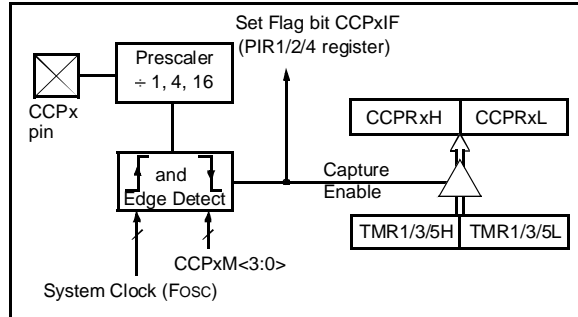 Set Flag bit CCPxIF
(PIR1/2/4 register)
Prescaler
÷ 1, 4, 16
CCPx
pin
CCPRxH
CCPRxL
and
Edge Detect
Capture
Enable
TMR1/3/5H
TMR1/3/5L
CCPxM<3:0>
System Clock (FOSC)